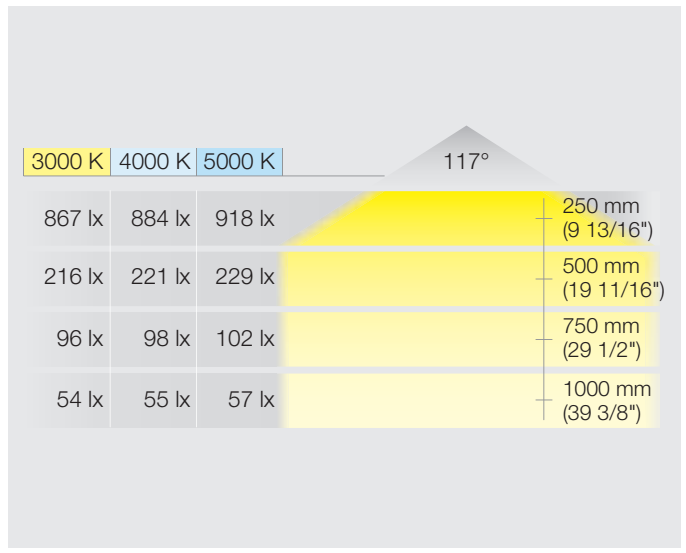 3000 K 4000 K 5000 K 117°
867 lx 884 lx 918 lx 250 mm
(9 13/16")
216 lx 221 lx 229 lx 500 mm
(19 11/16")
96 lx 98 lx 102 lx 750 mm
(29 1/2")
54 lx 55 lx 57 lx 1000 mm
(39 3/8")